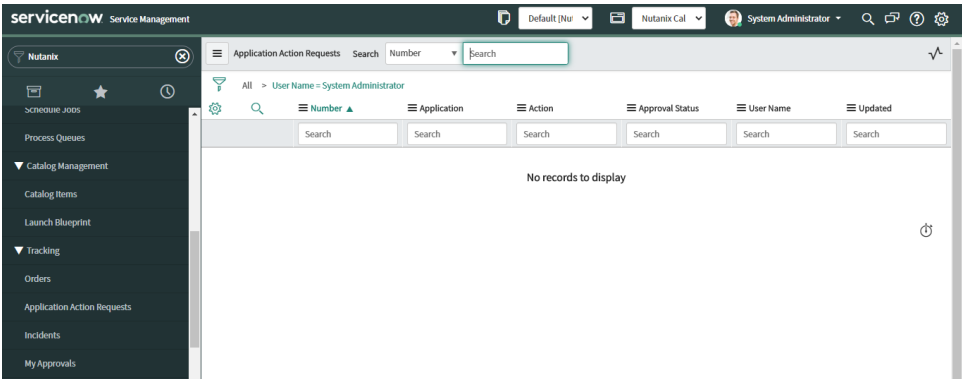 servicenow Service Management
Default [Nut
Nutanix Cal
System Administrator
Nutanix
Application Action Requests Search Number Search
All > User Name = System Administrator
Number Application Action Approval Status User Name Updated
Search Search Search Search Search Search
No records to display
Schedule Jobs
Process Queues
Catalog Management
Catalog Items
Launch Blueprint
Tracking
Orders
Application Action Requests
Incidents
My Approvals